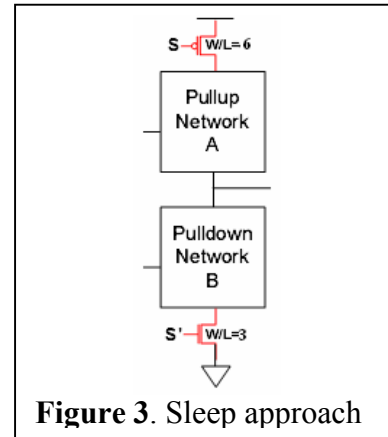 S W/L=6
Pullup
Network
A
Pulldown
Network
B
S' W/L=3
Figure 3. Sleep approach